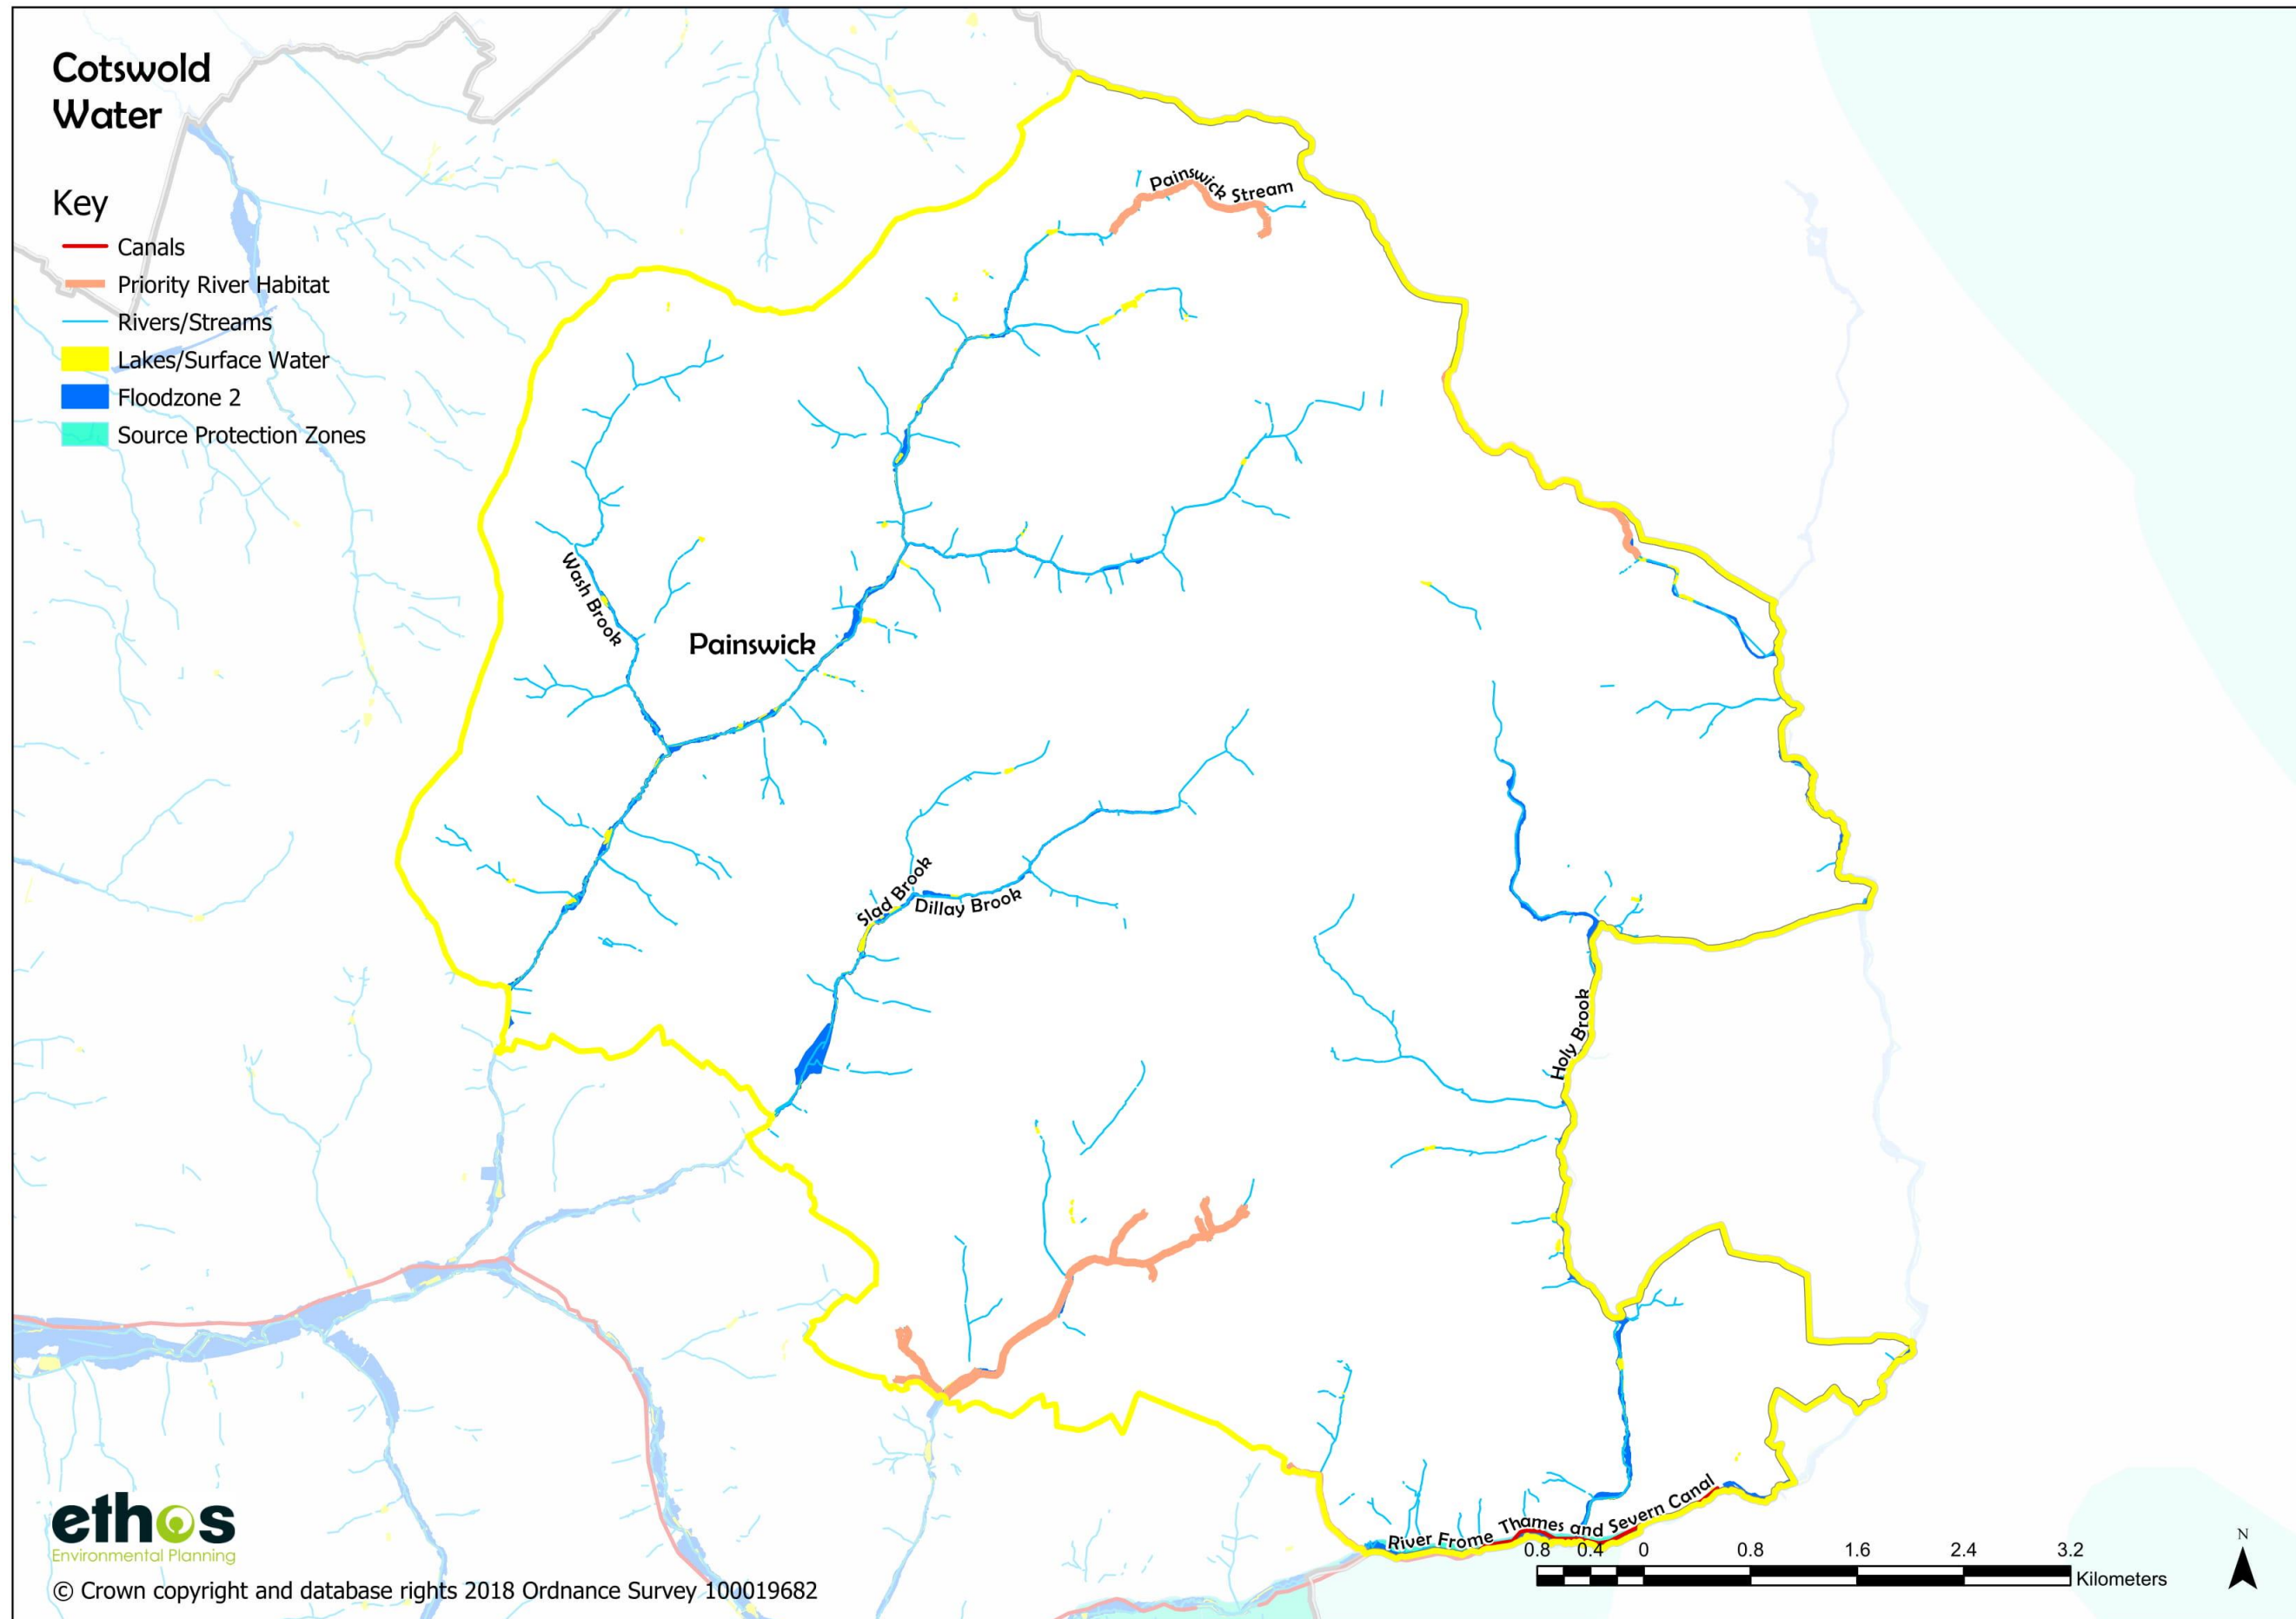 Cotswold
Water
Key
Canals
Priority River Habitat
Rivers/Streams
Lakes/Surface Water
Floodzone 2
Source Protection Zones
Painswick Stream
Wash Brook
Painswick
Slad Brook
Dillay Brook
Holy Brook
River Frome
Thames and Severn Canal
0.8 0.4 0 0.8 1.6 2.4 3.2
Kilometers
N
ethos
Environmental Planning
© Crown copyright and database rights 2018 Ordnance Survey 100019682